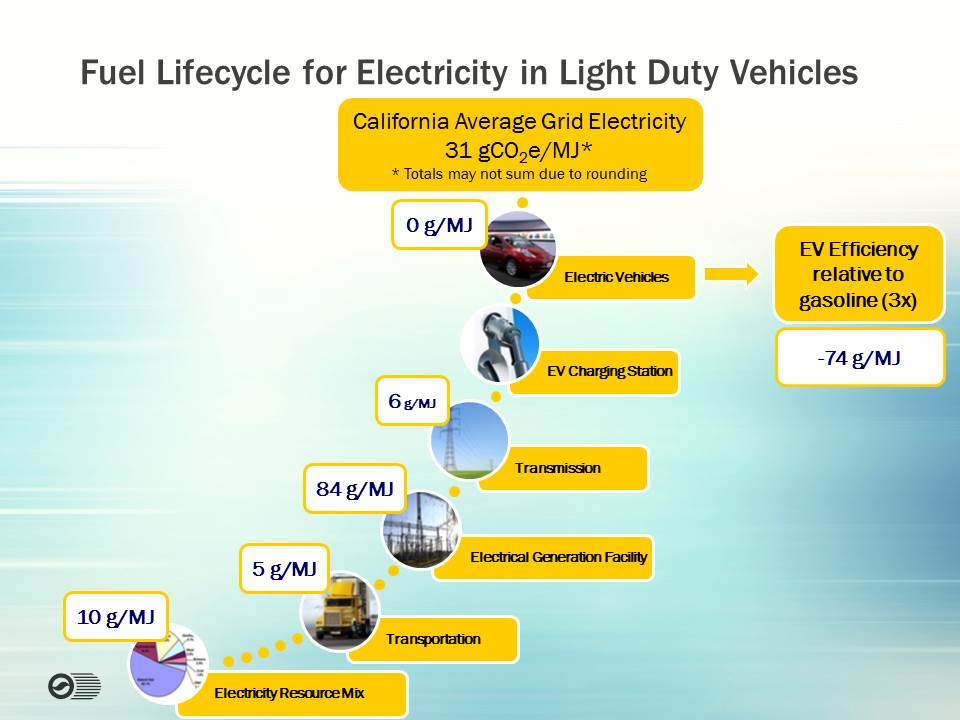 Fuel Lifecycle for Electricity in Light Duty Vehicles
California Average Grid Electricity
31 gCO₂e/MJ*
* Totals may not sum due to rounding
0 g/MJ
Electric Vehicles
EV Efficiency
relative to
gasoline (3x)
-74 g/MJ
EV Charging Station
6 g/MJ
Transmission
84 g/MJ
Electrical Generation Facility
5 g/MJ
Transportation
10 g/MJ
Electricity Resource Mix